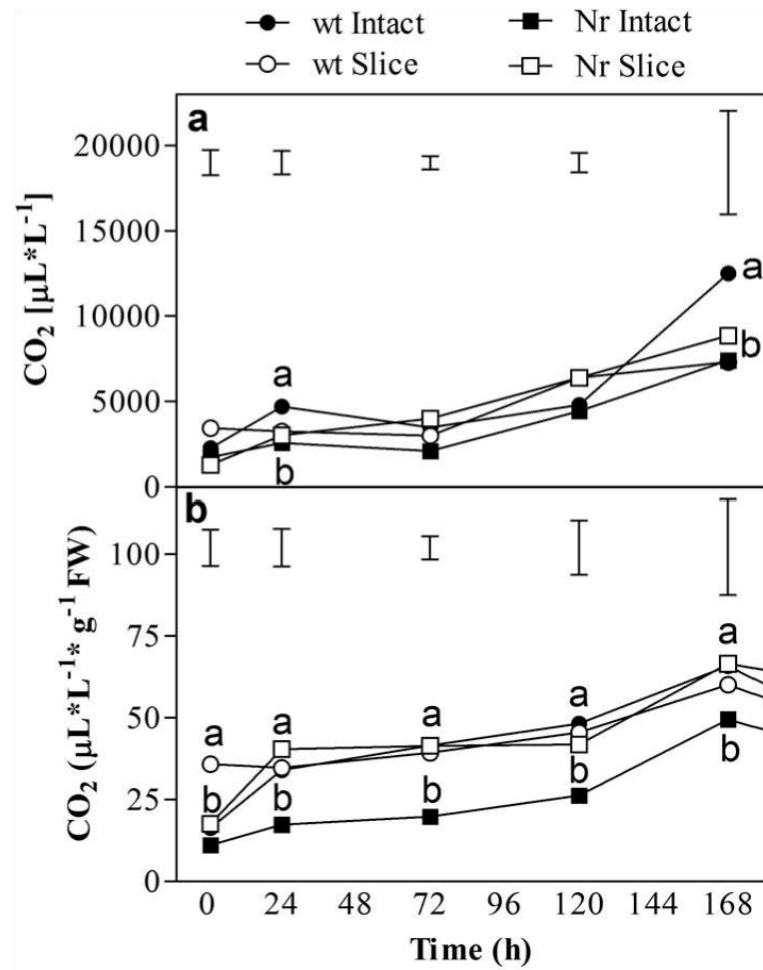 wt Intact Nr Intact
wt Slice Nr Slice
a
20000
15000
10000
5000
0
CO₂ [µL*L⁻¹]
a
b
a
b
b
100
75
50
25
0
CO₂ (µL*L⁻¹*g⁻¹ FW)
a a a a a
b b b b b
0 24 48 72 96 120 144 168
Time (h)